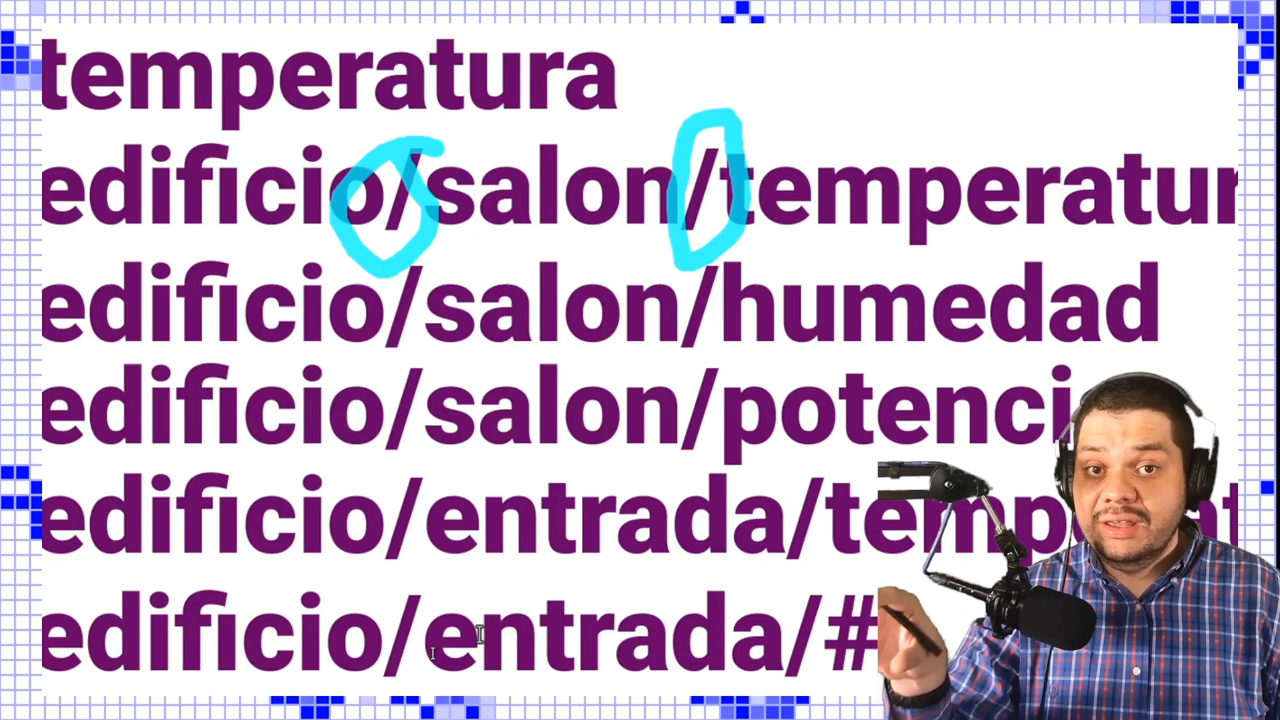 temperatura
edificio/salon/temperatur
edificio/salon/humedad
edificio/salon/potenci
edificio/entrada/temp
edificio/entrada/#